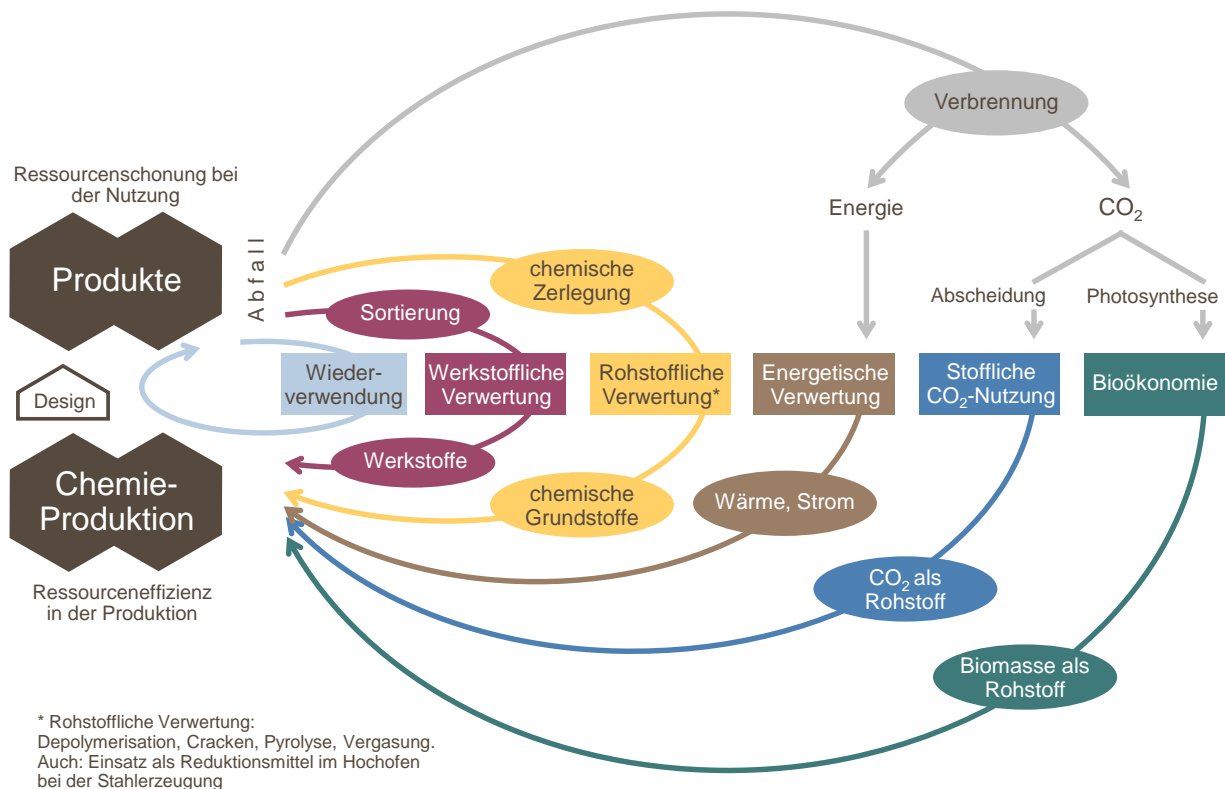 Verbrennung
Ressourcenschonung bei
der Nutzung
Energie
CO₂
Produkte
Abfall
chemische
Zerlegung
Sortierung
Abscheidung
Photosynthese
Wieder-
verwendung
Werkstoffliche
Verwertung
Rohstoffliche
Verwertung*
Energetische
Verwertung
Stoffliche
CO₂-Nutzung
Bioökonomie
Design
Werkstoffe
Chemie-
Produktion
chemische
Grundstoffe
Wärme, Strom
CO₂ als
Rohstoff
Ressourceneffizienz
in der Produktion
Biomasse als
Rohstoff
* Rohstoffliche Verwertung:
Depolymerisation, Cracken, Pyrolyse, Vergasung.
Auch: Einsatz als Reduktionsmittel im Hochofen
bei der Stahlerzeugung